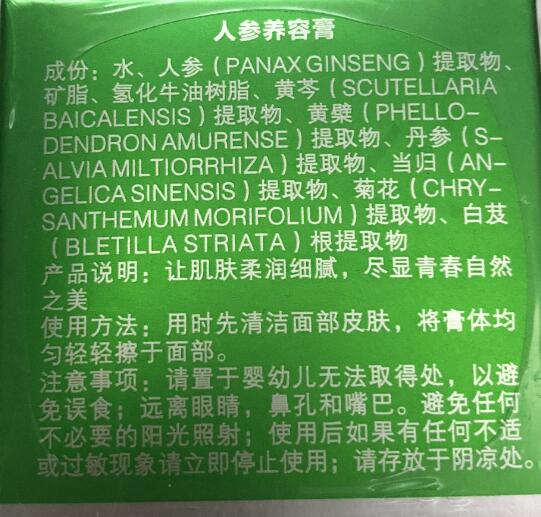 人参养容膏
成份：水、人参（PANAX GINSENG）提取物、
矿脂、氢化牛油树脂、黄芩（SCUTELLARIA
BAICALENSIS）提取物、黄檗（PHELLO-
DENDRON AMURENSE）提取物、丹参（S-
ALVIA MILTIORRHIZA）提取物、当归（AN-
GELICA SINENSIS）提取物、菊花（CHRY-
SANTHEMUM MORIFOLIUM）提取物、白芨
（BLETILLA STRIATA）根提取物
产品说明：让肌肤柔润细腻，尽显青春自然
之美
使用方法：用时先清洁面部皮肤，将膏体均
匀轻轻擦于面部。
注意事项：请置于婴幼儿无法取得处，以避
免误食；远离眼睛，鼻孔和嘴巴。避免任何
不必要的阳光照射；使用后如果有任何不适
或过敏现象请立即停止使用；请存放于阴凉处。